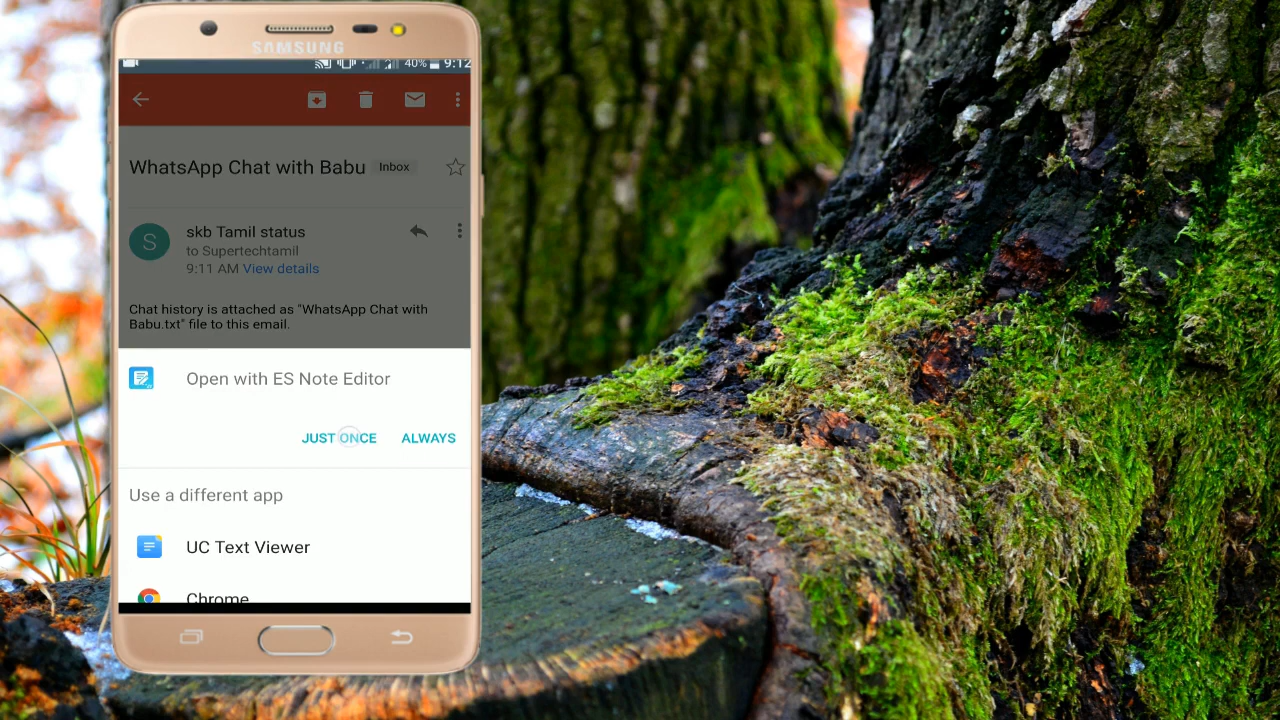 SAMSUNG
40% 9:12
WhatsApp Chat with Babu Inbox
S
skb Tamil status
to Supertechtamil
9:11 AM View details
Chat history is attached as "WhatsApp Chat with
Babu.txt" file to this email.
Open with ES Note Editor
JUST ONCE ALWAYS
Use a different app
UC Text Viewer
Chrome